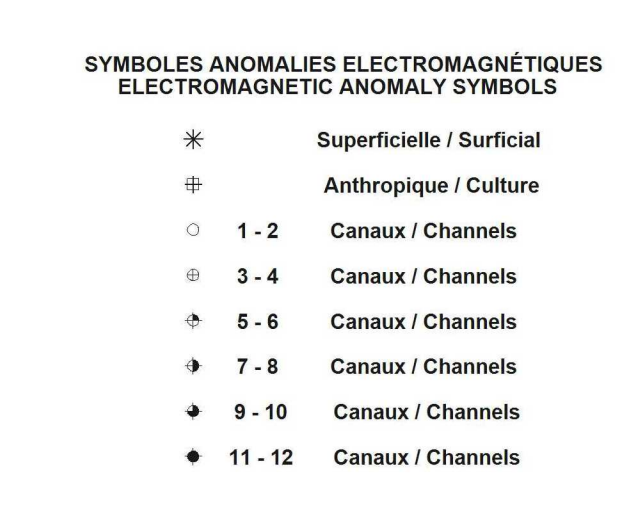 SYMBOLES ANOMALIES ELECTROMAGNÉTIQUES
ELECTROMAGNETIC ANOMALY SYMBOLS
Superficielle / Surficial
Anthropique / Culture
1 - 2 Canaux / Channels
3 - 4 Canaux / Channels
5 - 6 Canaux / Channels
7 - 8 Canaux / Channels
9 - 10 Canaux / Channels
11 - 12 Canaux / Channels